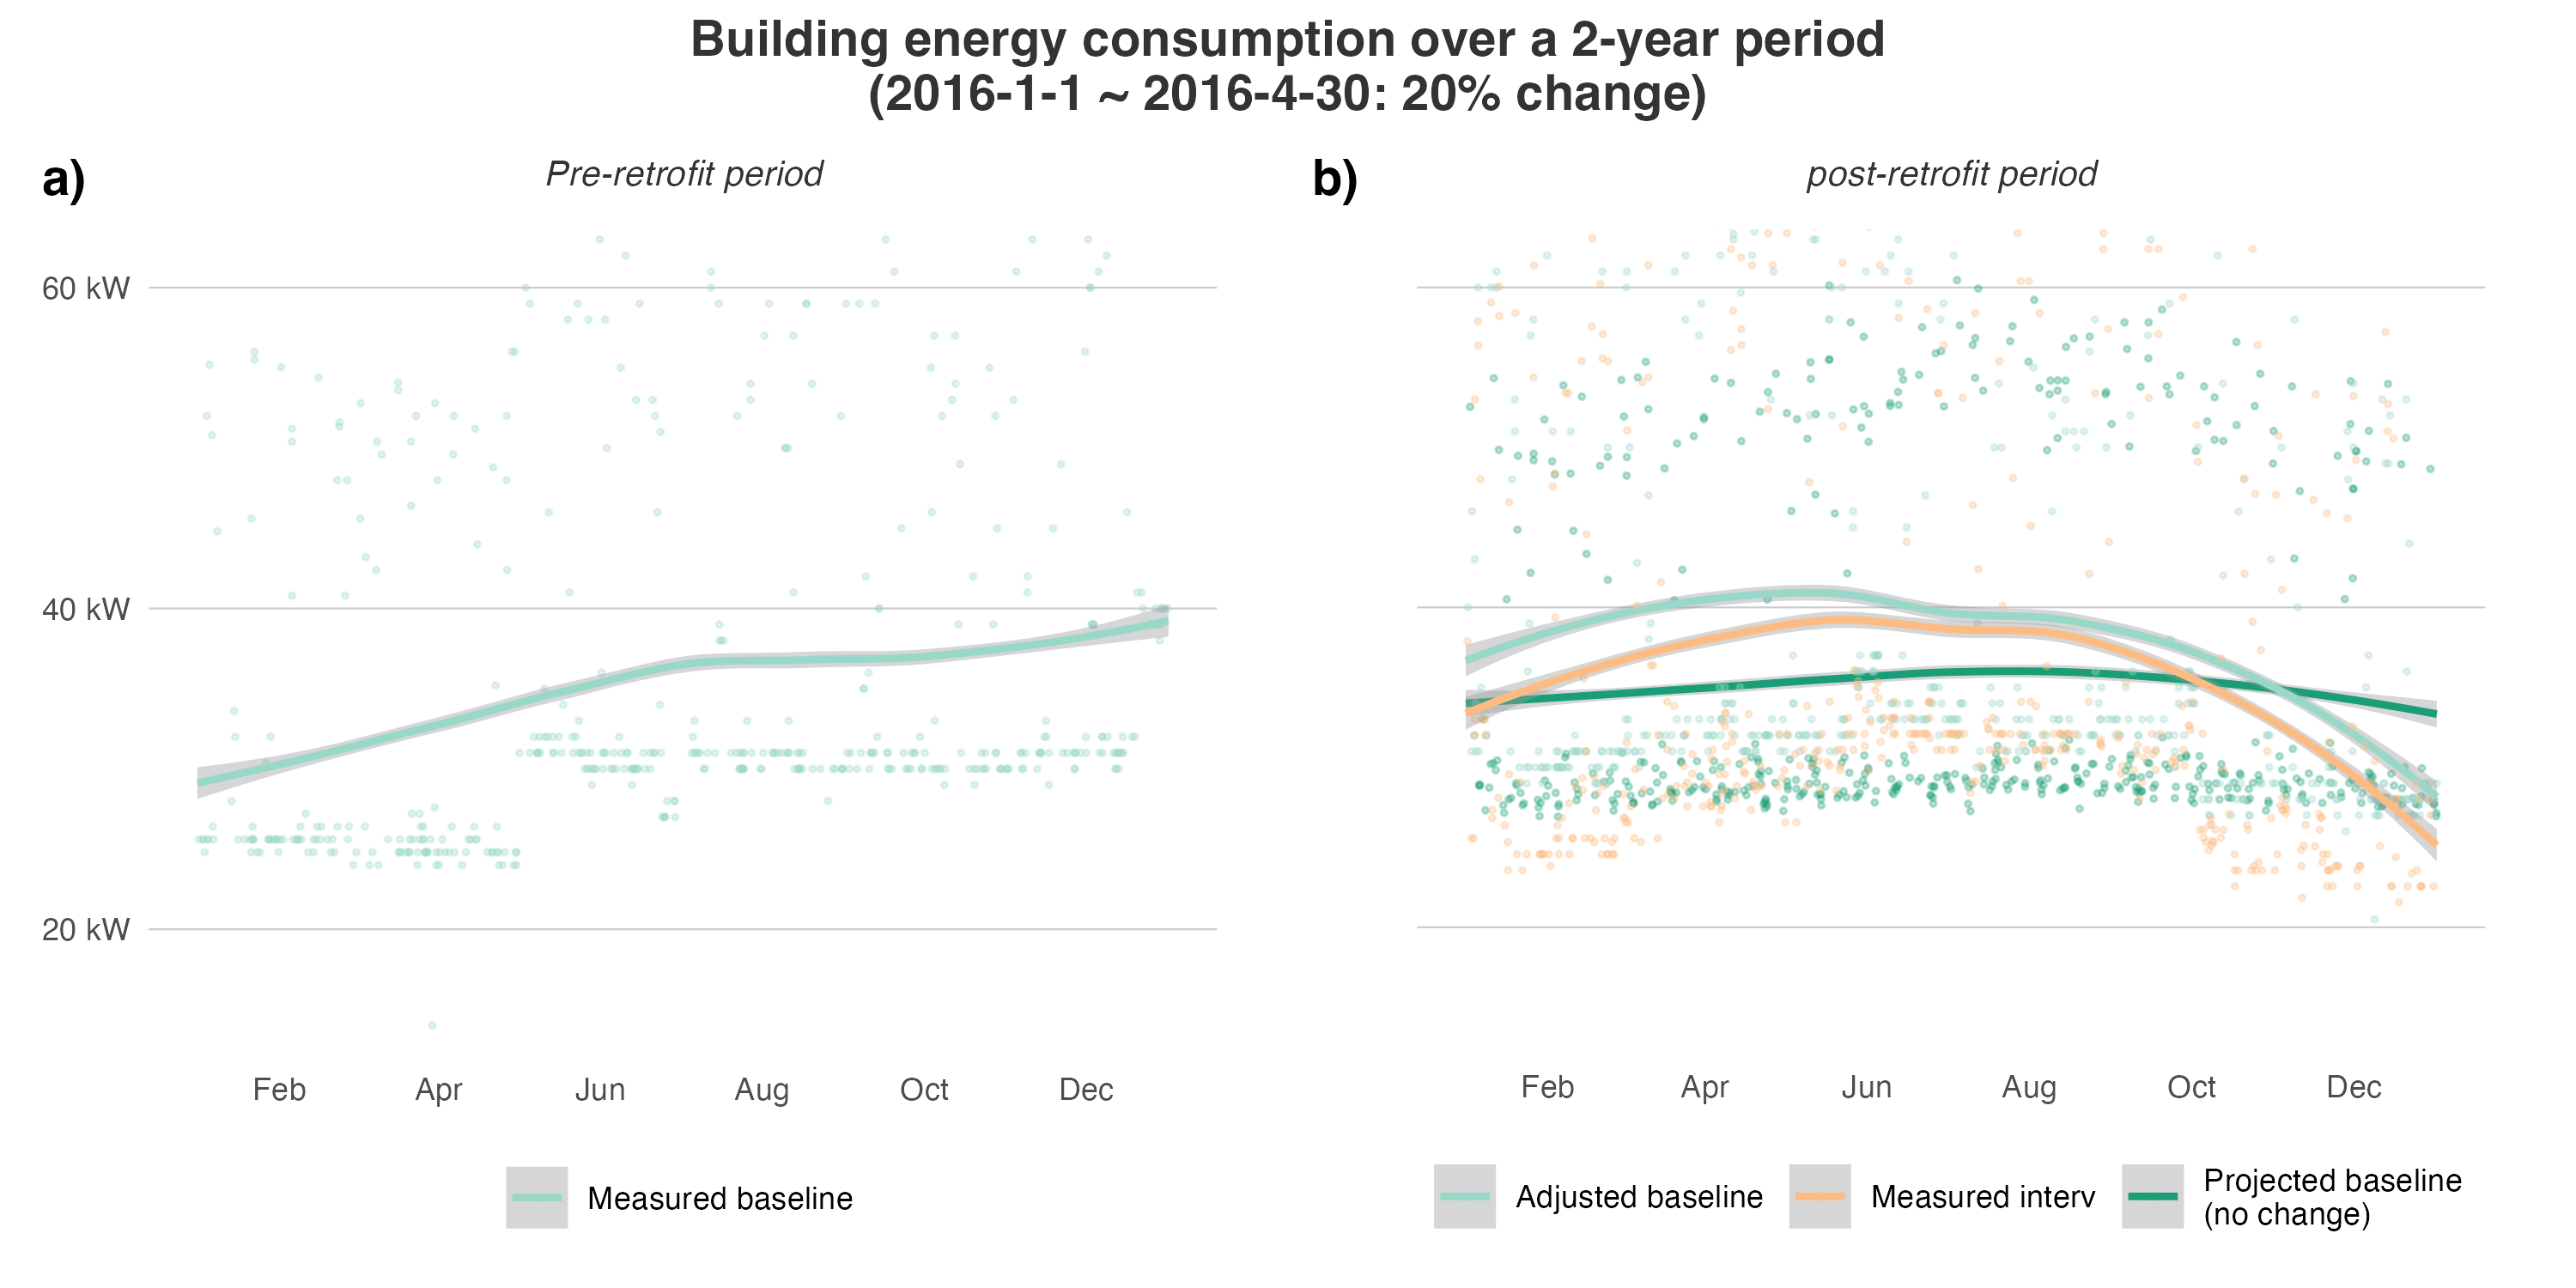 Building energy consumption over a 2-year period
(2016-1-1 ~ 2016-4-30: 20% change)
a)
Pre-retrofit period
60 kW
40 kW
20 kW
Feb Apr Jun Aug Oct Dec
Measured baseline
b)
post-retrofit period
Feb Apr Jun Aug Oct Dec
Adjusted baseline
Measured interv
Projected baseline
(no change)